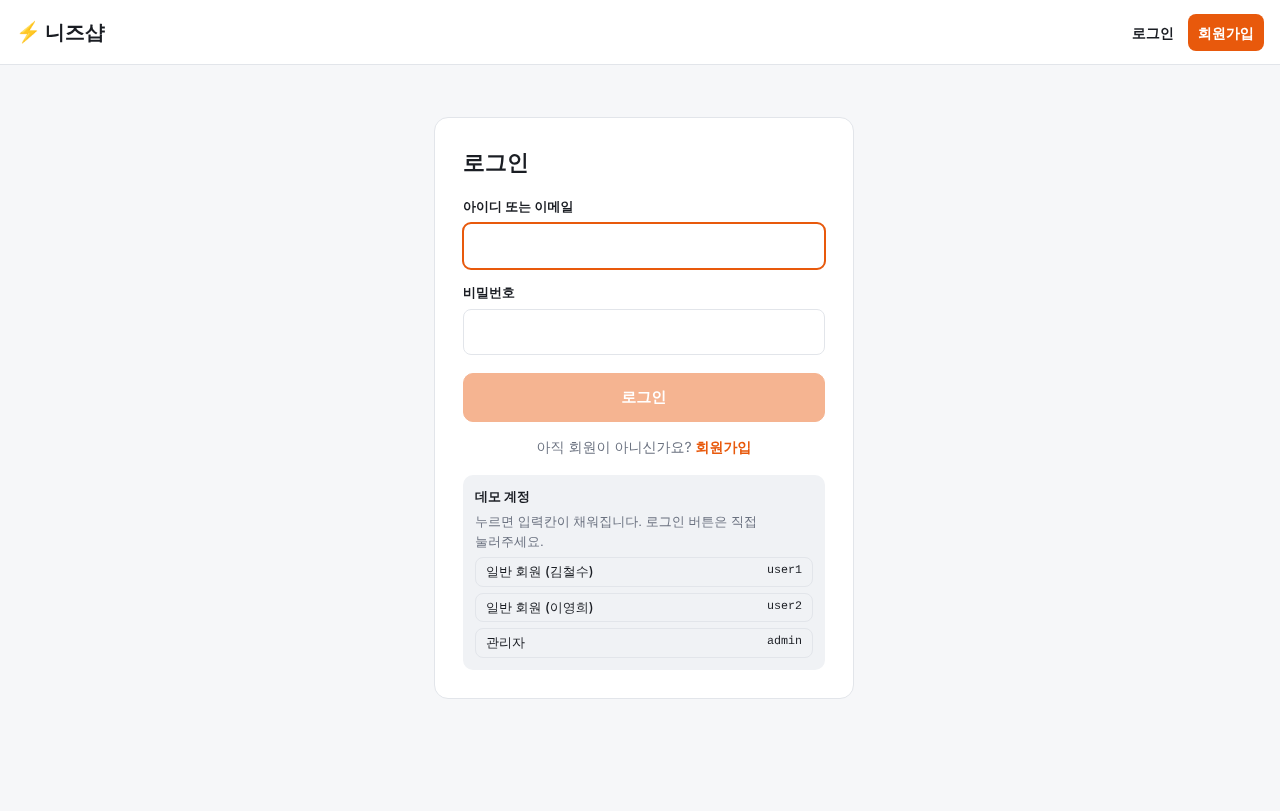 ⚡ 니즈샵
로그인
회원가입
로그인
아이디 또는 이메일
비밀번호
로그인
아직 회원이 아니신가요? 회원가입
데모 계정
누르면 입력칸이 채워집니다. 로그인 버튼은 직접
눌러주세요.
일반 회원 (김철수) user1
일반 회원 (이영희) user2
관리자 admin